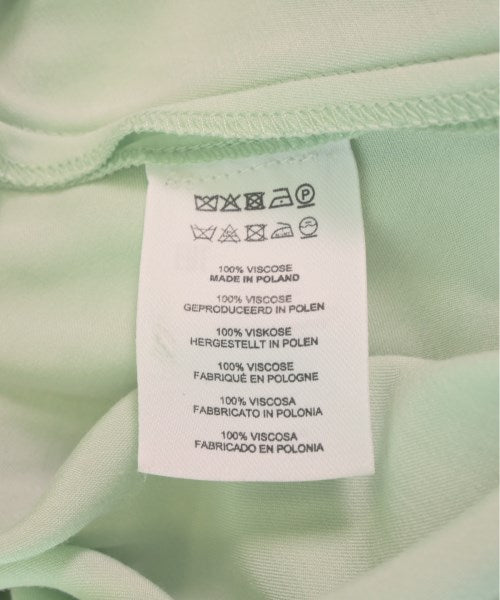 100% VISCOSE
MADE IN POLAND
100% VISCOSE
GEPRODUCEERD IN POLEN
100% VISKOSE
HERGESTELLT IN POLEN
100% VISCOSE
FABRIQUÉ EN POLOGNE
100% VISCOSA
FABBRICATO IN POLONIA
100% VISCOSA
FABRICADO EN POLONIA